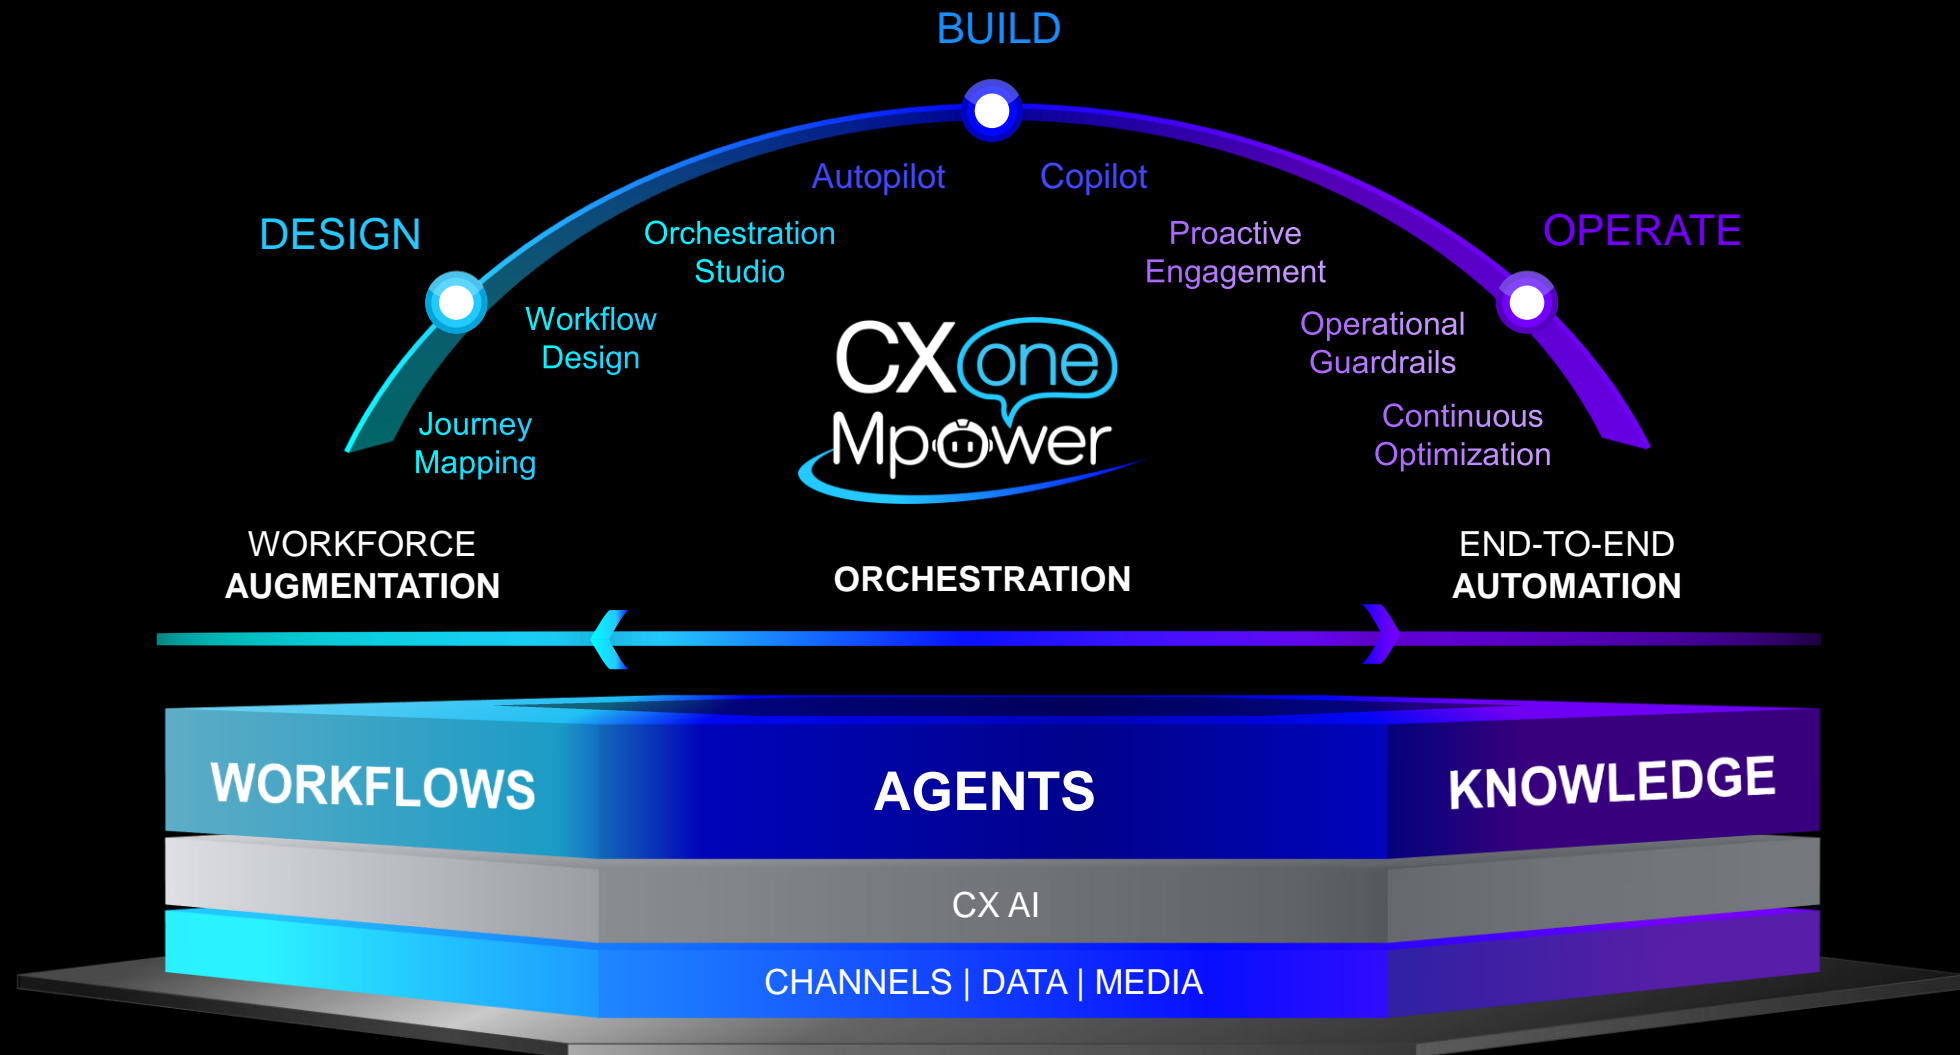 BUILD
DESIGN
OPERATE
Autopilot
Copilot
Orchestration
Studio
Proactive
Engagement
Workflow
Design
Operational
Guardrails
Journey
Mapping
Continuous
Optimization
CXone
Mpower
WORKFORCE
AUGMENTATION
ORCHESTRATION
END-TO-END
AUTOMATION
WORKFLOWS
AGENTS
KNOWLEDGE
CX AI
CHANNELS | DATA | MEDIA